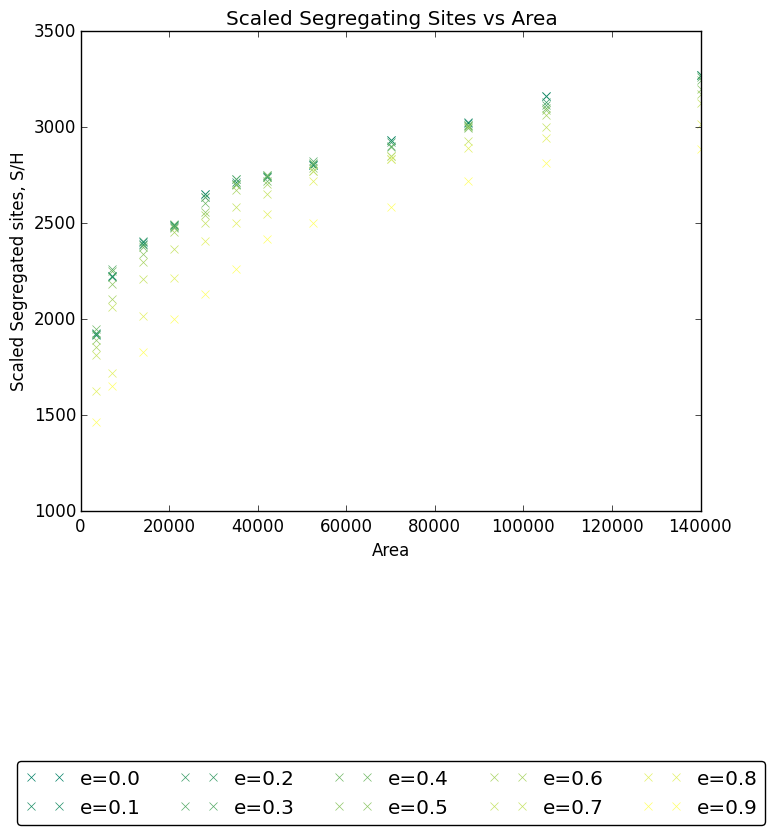 Scaled Segregating Sites vs Area
3500
3000
2500
2000
1500
1000
Scaled Segregated sites, S/H
0 20000 40000 60000 80000 100000 120000 140000
Area
e=0.0 e=0.2 e=0.4 e=0.6 e=0.8
e=0.1 e=0.3 e=0.5 e=0.7 e=0.9